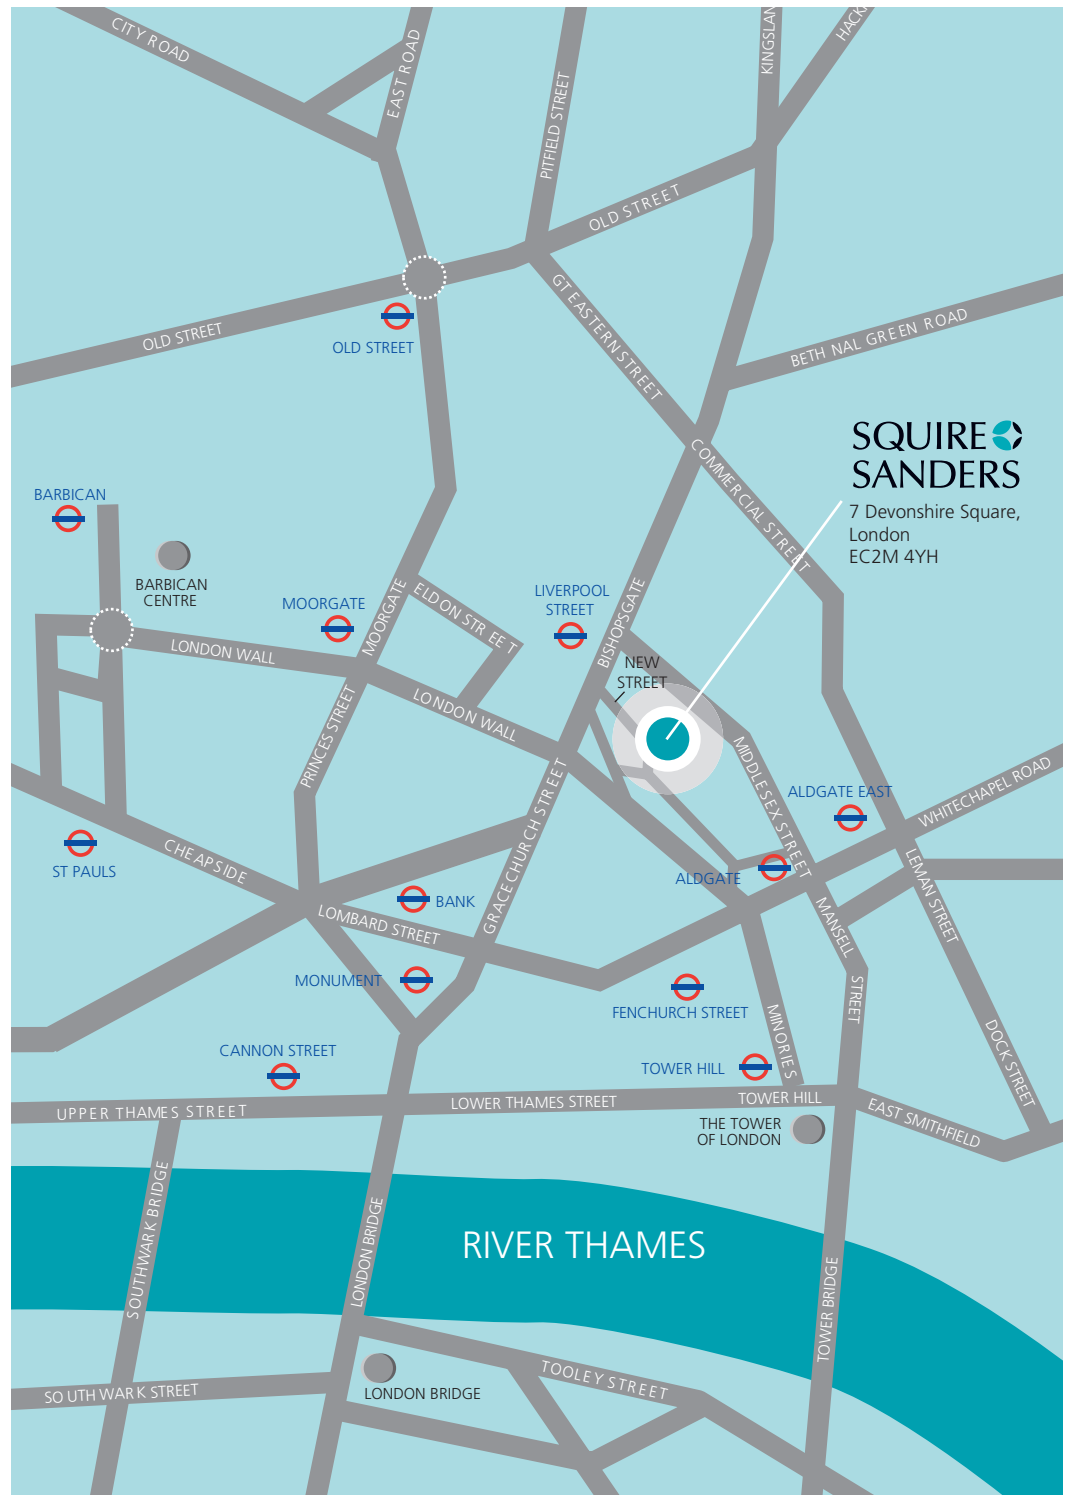 CITY ROAD
EAST ROAD
PITFIELD STREET
KINGSLAN
HACK
OLD STREET
GT EASTERN STREET
OLD STREET
OLD STREET
BETHNAL GREEN ROAD
COMMERCIAL STREET
SQUIRE
SANDERS
7 Devonshire Square,
London
EC2M 4YH
BARBICAN
BARBICAN
CENTRE
MOORGATE
MOORGATE
ELDON STREET
LIVERPOOL
STREET
BISHOPSGATE
NEW
STREET
LONDON WALL
LONDON WALL
PRINCES STREET
MIDDLESEX STREET
ALDGATE EAST
WHITECHAPEL ROAD
ST PAULS
CHEAPSIDE
GRACECHURCH STREET
ALDGATE
LEMAN STREET
BANK
LOMBARD STREET
MANSELL
STREET
MONUMENT
FENCHURCH STREET
MINORIES
DOCK STREET
CANNON STREET
TOWER HILL
UPPER THAMES STREET
LOWER THAMES STREET
TOWER HILL
EAST SMITHFIELD
THE TOWER
OF LONDON
SOUTHWARK BRIDGE
LONDON BRIDGE
RIVER THAMES
TOWER BRIDGE
SOUTHWARK STREET
LONDON BRIDGE
TOOLEY STREET